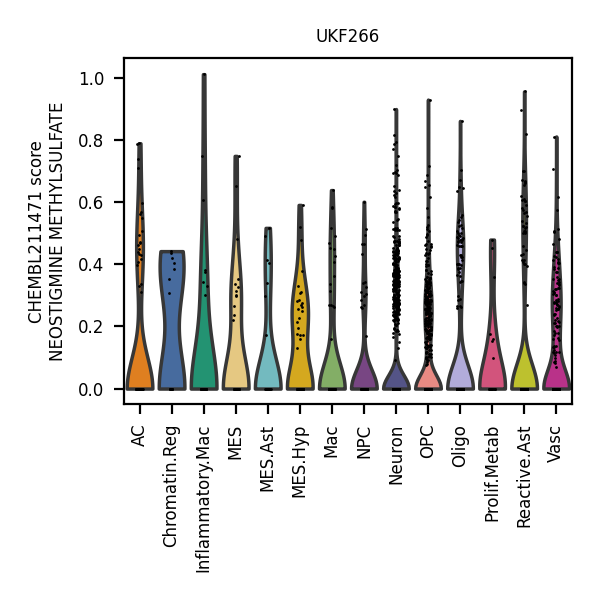 UKF266
CHEMBL211471 score
NEOSTIGMINE METHYLSULFATE
1.0
0.8
0.6
0.4
0.2
0.0
AC
Chromatin.Reg
Inflammatory.Mac
MES
MES.Ast
MES.Hyp
Mac
NPC
Neuron
OPC
Oligo
Prolif.Metab
Reactive.Ast
Vasc